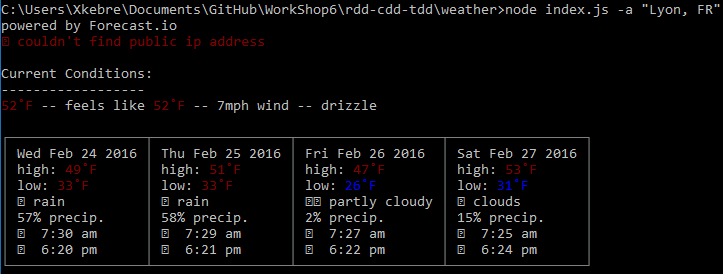 C:\Users\Xkebre\Documents\GitHub\WorkShop6\rdd-cdd-tdd\weather>node index.js -a "Lyon, FR"
powered by Forecast.io
couldn't find public ip address
Current Conditions:
-----------------
52°F -- feels like 52°F -- 7mph wind -- drizzle
Wed Feb 24 2016 Thu Feb 25 2016 Fri Feb 26 2016 Sat Feb 27 2016
high: 49°F high: 51°F high: 47°F high: 53°F
low: 33°F low: 33°F low: 26°F low: 31°F
rain rain partly cloudy clouds
57% precip. 58% precip. 2% precip. 15% precip.
7:30 am 7:29 am 7:27 am 7:25 am
6:20 pm 6:21 pm 6:22 pm 6:24 pm